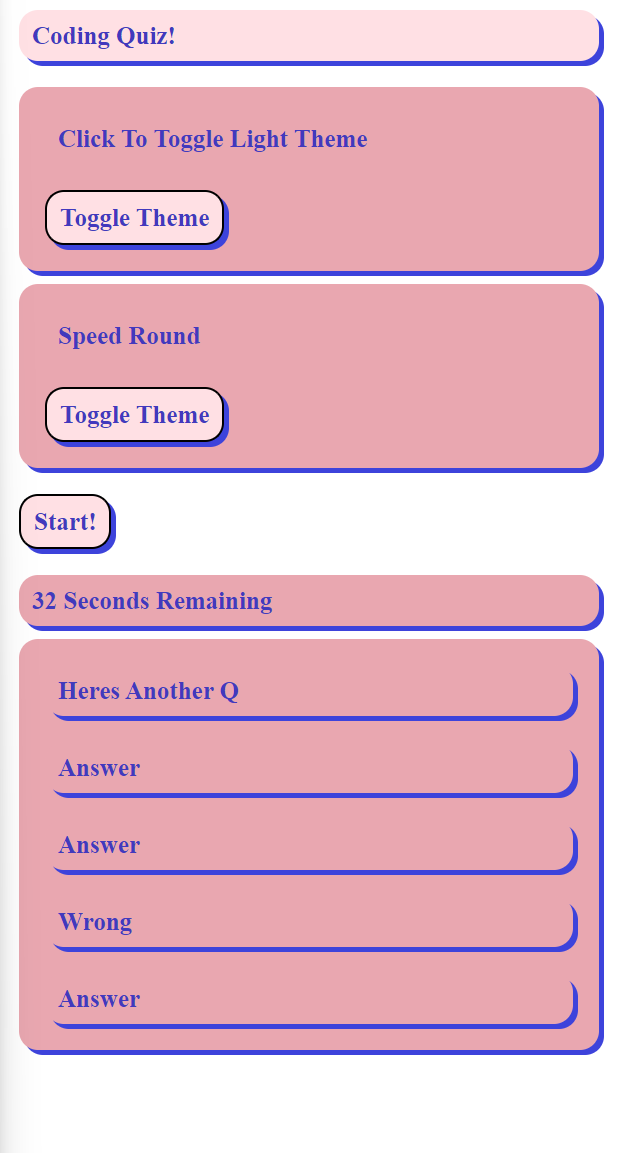 Coding Quiz!
Click To Toggle Light Theme
Toggle Theme
Speed Round
Toggle Theme
Start!
32 Seconds Remaining
Heres Another Q
Answer
Answer
Wrong
Answer